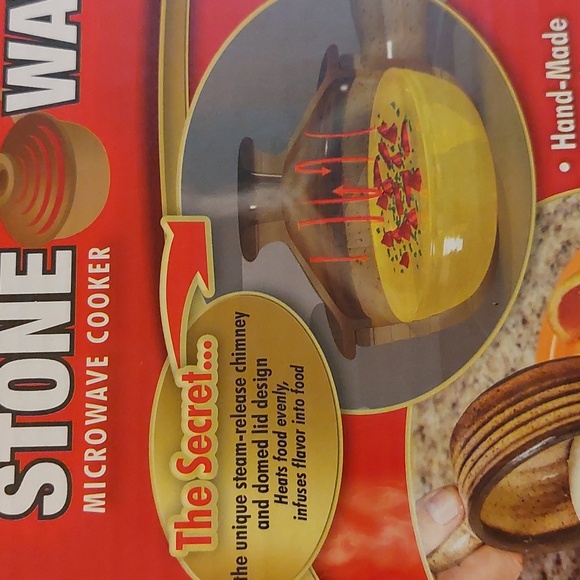 STONE WA
MICROWAVE COOKER
The Secret...
the unique steam-release chimney
and domed lid design
Heats food evenly,
infuses flavor into food
• Hand-Made